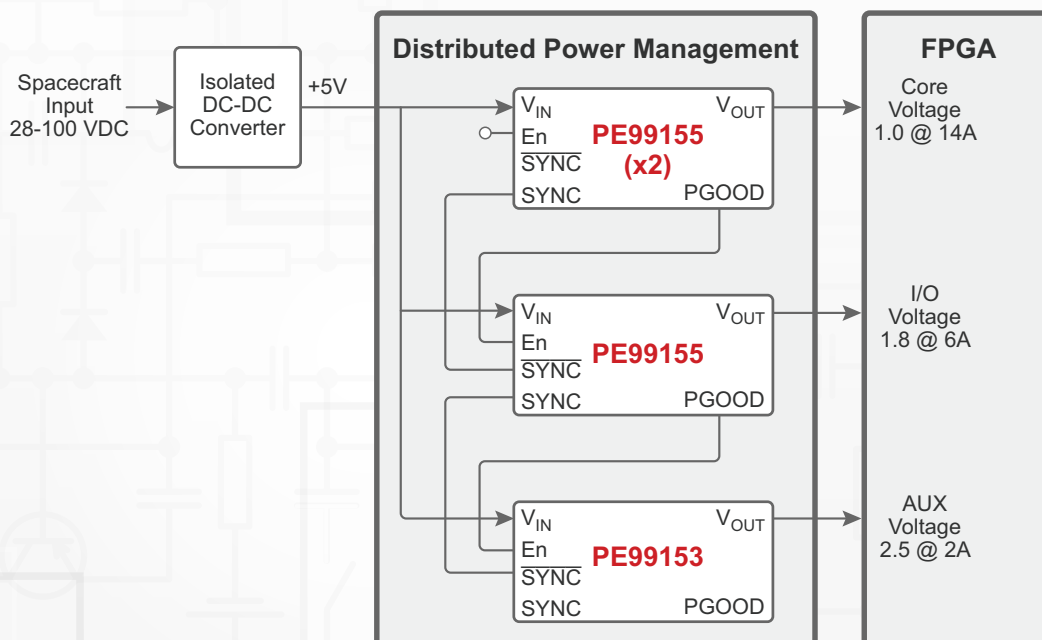 Distributed Power Management
FPGA
Spacecraft
Input
28-100 VDC
Isolated
DC-DC
Converter
+5V
VIN
En
SYNC
SYNC
PE99155
(x2)
VOUT
PGOOD
Core
Voltage
1.0 @ 14A
VIN
En
SYNC
SYNC
PE99155
VOUT
PGOOD
I/O
Voltage
1.8 @ 6A
VIN
En
SYNC
SYNC
PE99153
VOUT
PGOOD
AUX
Voltage
2.5 @ 2A